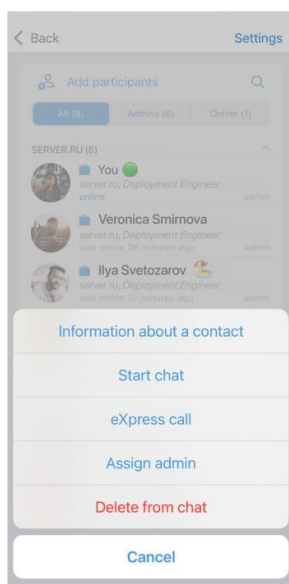 Back
Settings
Add participants
All (8)
Admins (6)
Online (1)
SERVER.RU (8)
You
server.ru, Deployment Engineer
online
admin
Veronica Smirnova
server.ru, Deployment Engineer
was online 30 minutes ago
admin
Ilya Svetozarov
server.ru, Deployment Engineer
was online 10 minutes ago
admin
Information about a contact
Start chat
eXpress call
Assign admin
Delete from chat
Cancel